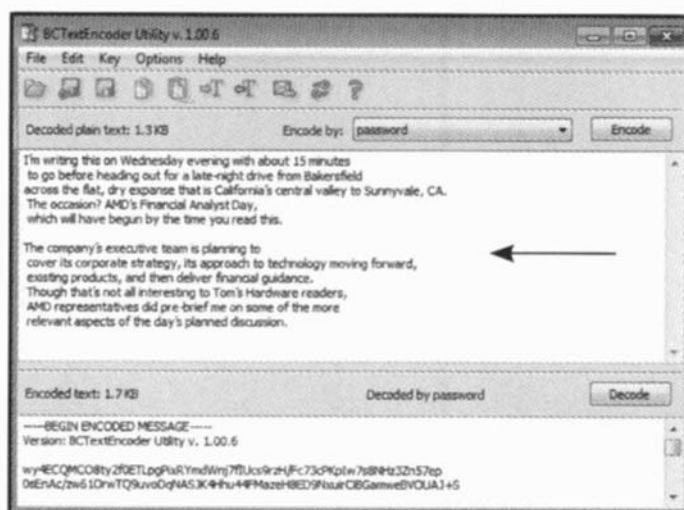 BCTextEncoder Utility v. 1.00.6
File Edit Key Options Help
Decoded plain text: 1.3 KB Encode by: password Encode
I'm writing this on Wednesday evening with about 15 minutes
to go before heading out for a late-night drive from Bakersfield
across the flat, dry expanse that is California's central valley to Sunnyvale, CA.
The occasion? AMD's Financial Analyst Day,
which will have begun by the time you read this.
The company's executive team is planning to
cover its corporate strategy, its approach to technology moving forward,
existing products, and then deliver financial guidance.
Though that's not all interesting to Tom's Hardware readers,
AMD representatives did pre-brief me on some of the more
relevant aspects of the day's planned discussion.
Encoded text: 1.7 KB Decoded by password Decode
-----BEGIN ENCODED MESSAGE-----
Version: BCTextEncoder Utility v. 1.00.6